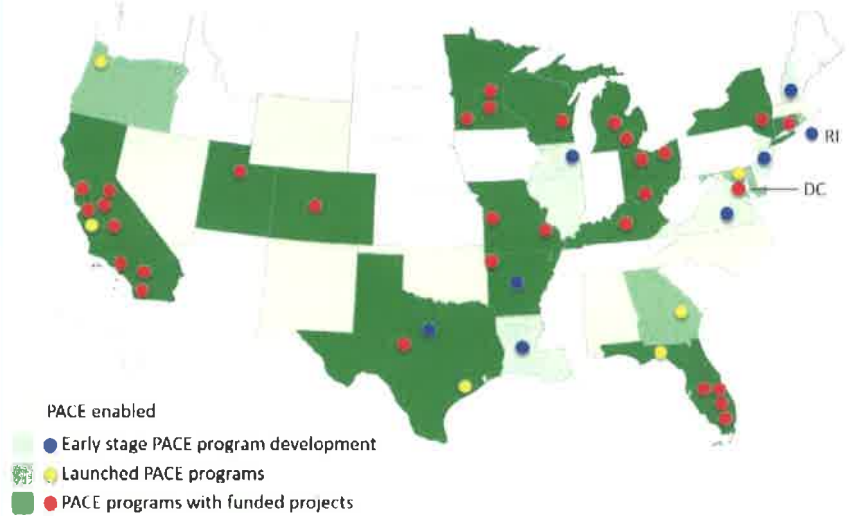 RI
DC
PACE enabled
Early stage PACE program development
Launched PACE programs
PACE programs with funded projects